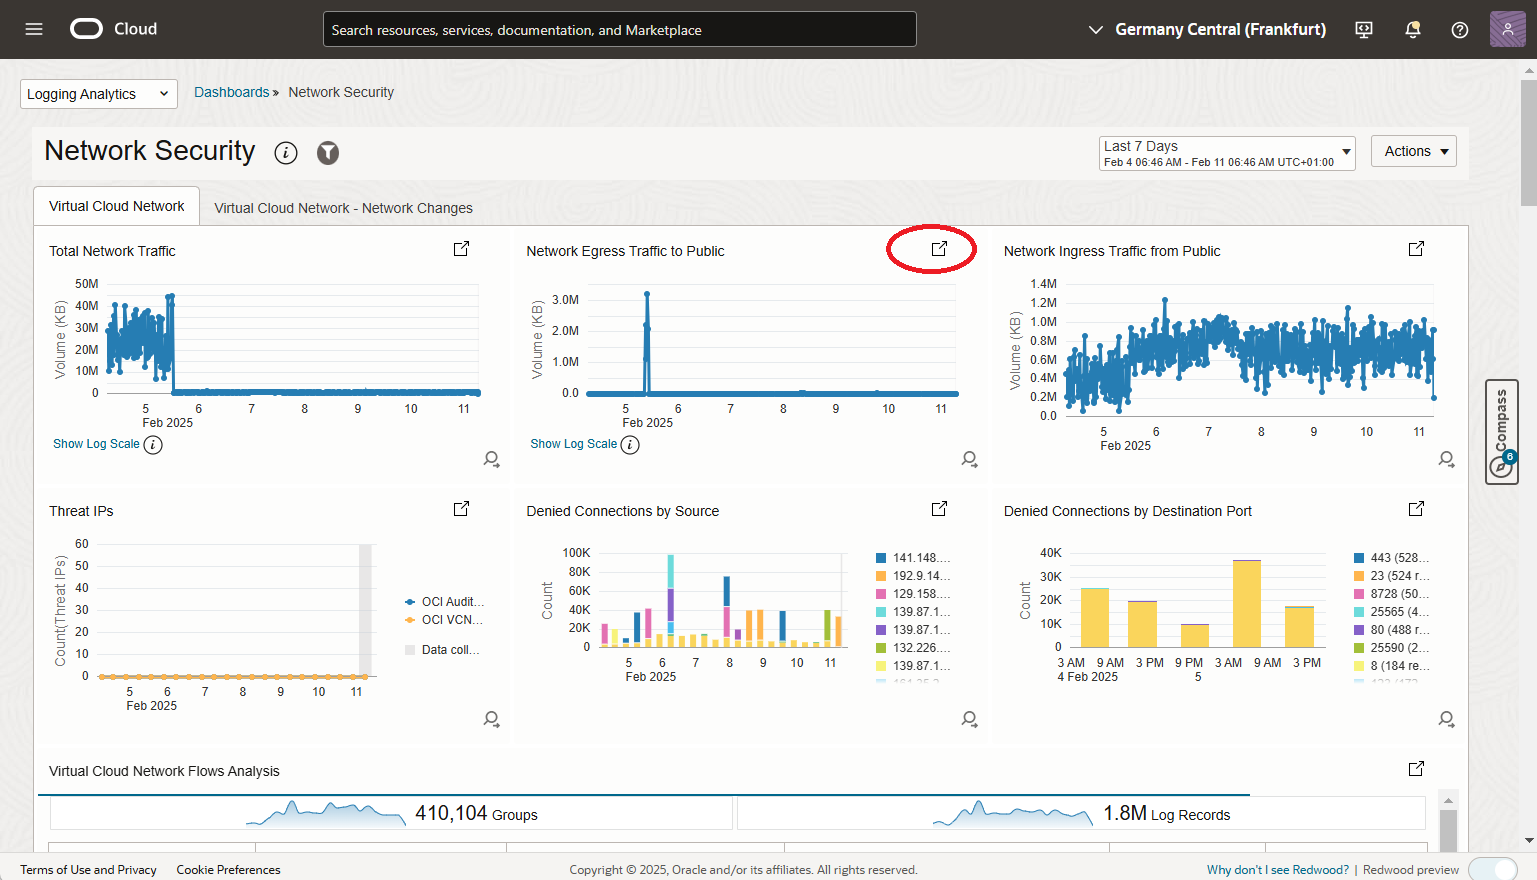 Cloud
Search resources, services, documentation, and Marketplace
Germany Central (Frankfurt)
Logging Analytics
Dashboards » Network Security
Network Security
i
Last 7 Days
Feb 4 06:46 AM - Feb 11 06:46 AM UTC+01:00
Actions
Virtual Cloud Network
Virtual Cloud Network - Network Changes
Total Network Traffic
Volume (KB)
50M
40M
30M
20M
10M
0
5 6 7 8 9 10 11
Feb 2025
Show Log Scale i
Network Egress Traffic to Public
Volume (KB)
3.0M
2.0M
1.0M
0.0
5 6 7 8 9 10 11
Feb 2025
Show Log Scale i
Network Ingress Traffic from Public
Volume (KB)
1.4M
1.2M
1.0M
0.8M
0.6M
0.4M
0.2M
0.0
5 6 7 8 9 10 11
Feb 2025
Compass
6
Threat IPs
Count(Threat IPs)
60
50
40
30
20
10
0
5 6 7 8 9 10 11
Feb 2025
OCI Audit...
OCI VCN...
Data coll...
Denied Connections by Source
Count
100K
80K
60K
40K
20K
0
5 6 7 8 9 10 11
Feb 2025
141.148....
192.9.14...
129.158....
139.87.1...
139.87.1...
132.226....
139.87.1...
Denied Connections by Destination Port
Count
40K
30K
20K
10K
0
3 AM 9 AM 3 PM 9 PM 3 AM 9 AM 3 PM
4 Feb 2025 5
443 (528...
23 (524 r...
8728 (50...
25565 (4...
80 (488 r...
25590 (2...
8 (184 re...
Virtual Cloud Network Flows Analysis
410,104 Groups
1.8M Log Records
Terms of Use and Privacy
Cookie Preferences
Copyright © 2025, Oracle and/or its affiliates. All rights reserved.
Why don't I see Redwood? | Redwood preview